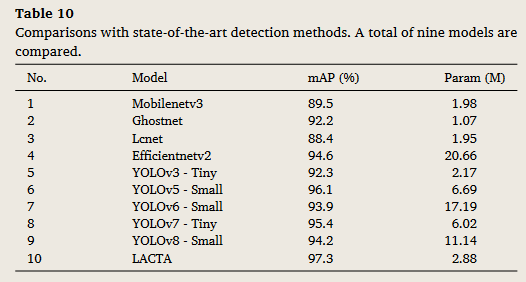 Table 10
Comparisons with state-of-the-art detection methods. A total of nine models are
compared.
No. Model mAP (%) Param (M)
1 Mobilenetv3 89.5 1.98
2 Ghostnet 92.2 1.07
3 Lcnet 88.4 1.95
4 Efficientnetv2 94.6 20.66
5 YOLOv3 - Tiny 92.3 2.17
6 YOLOv5 - Small 96.1 6.69
7 YOLOv6 - Small 93.9 17.19
8 YOLOv7 - Tiny 95.4 6.02
9 YOLOv8 - Small 94.2 11.14
10 LACTA 97.3 2.88